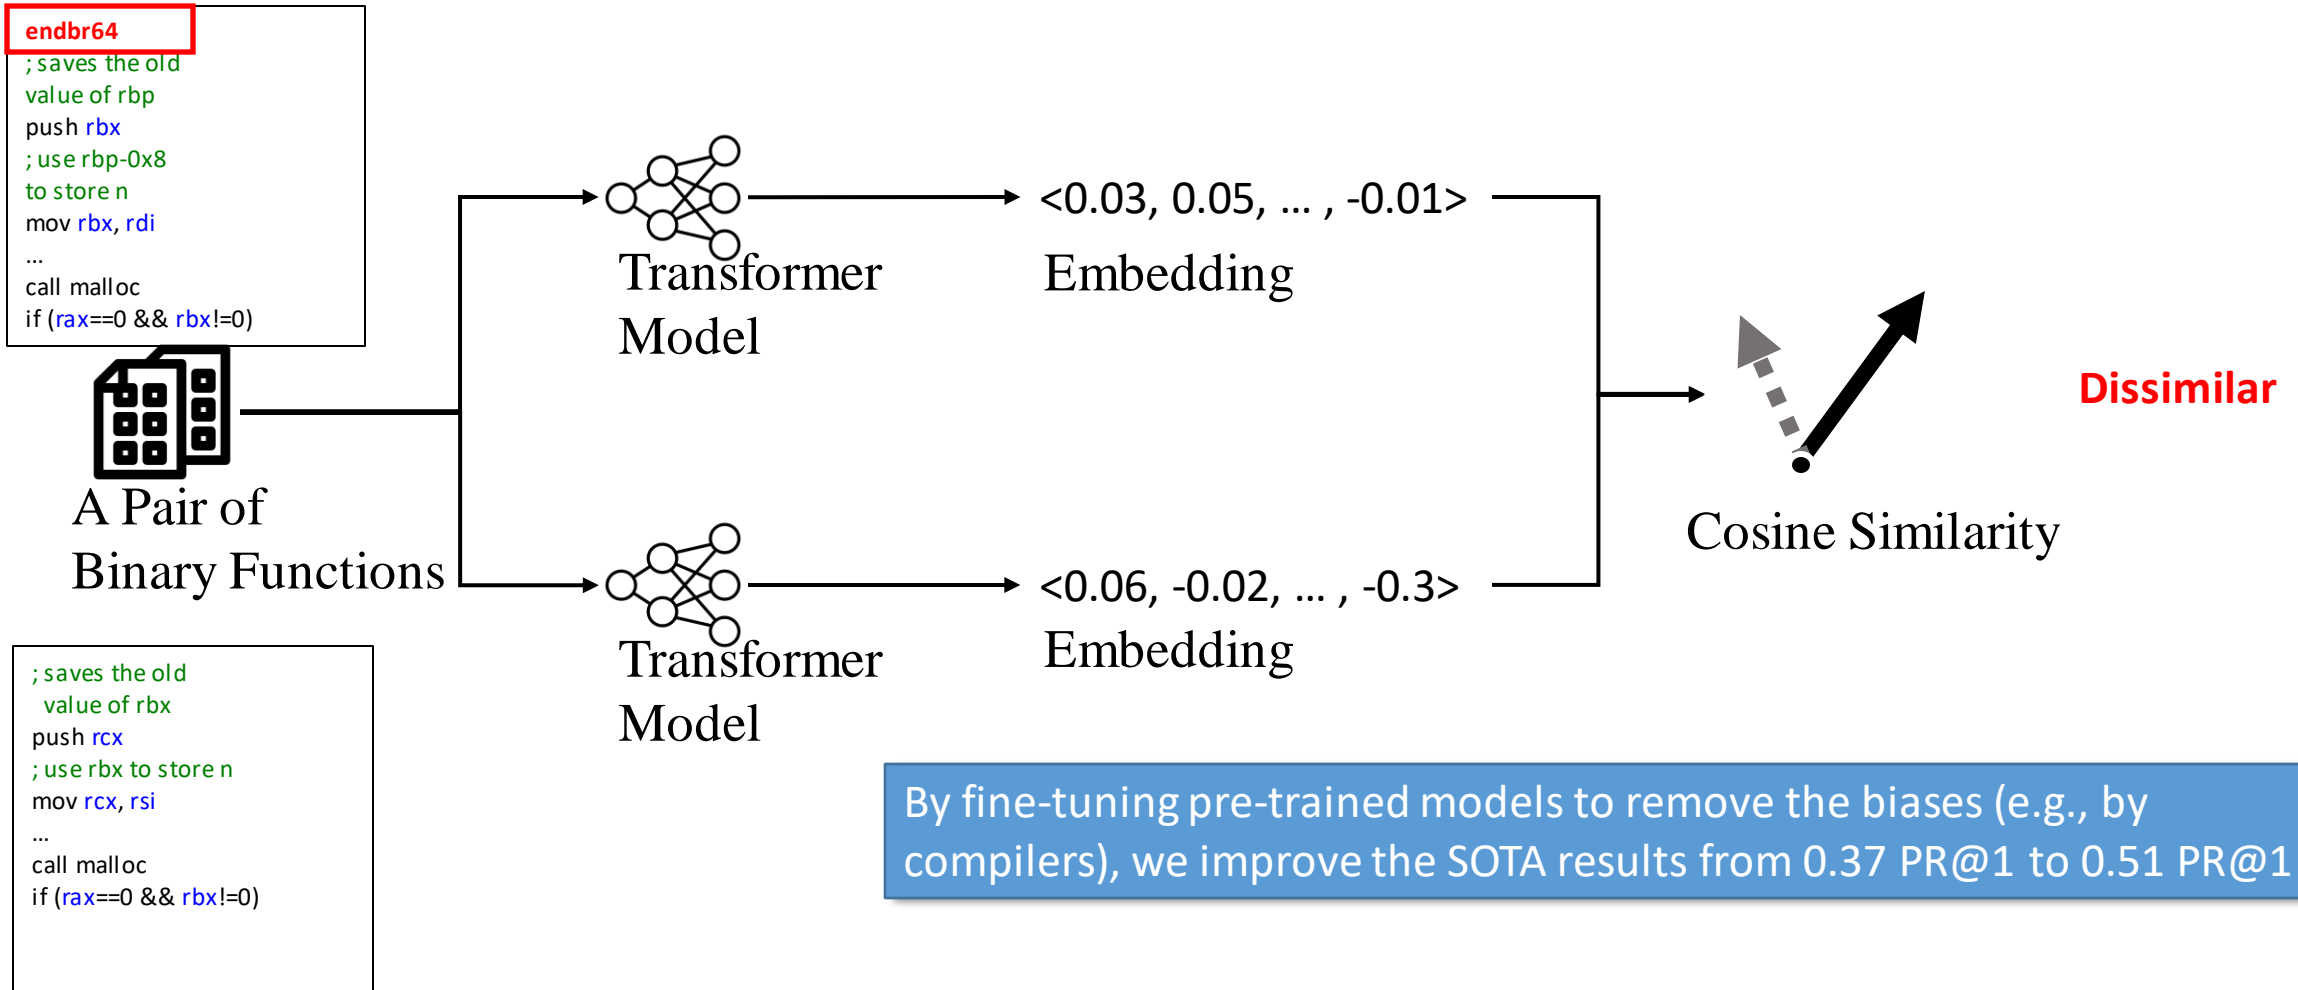 endbr64
; saves the old
value of rbp
push rbx
; use rbp-0x8
to store n
mov rbx, rdi
...
call malloc
if (rax==0 && rbx!=0)
A Pair of
Binary Functions
; saves the old
value of rbx
push rcx
; use rbx to store n
mov rcx, rsi
...
call malloc
if (rax==0 && rbx!=0)
Transformer
Model
<0.03, 0.05, ... , -0.01>
Embedding
Transformer
Model
<0.06, -0.02, ... , -0.3>
Embedding
Cosine Similarity
Dissimilar
By fine-tuning pre-trained models to remove the biases (e.g., by
compilers), we improve the SOTA results from 0.37 PR@1 to 0.51 PR@1